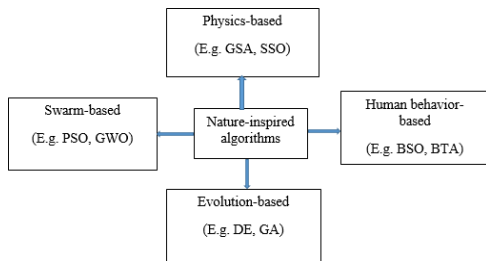 Physics-based
(E.g. GSA, SSO)
Swarm-based
(E.g. PSO, GWO)
Nature-inspired
algorithms
Human behavior-
based
(E.g. BSO, BTA)
Evolution-based
(E.g. DE, GA)